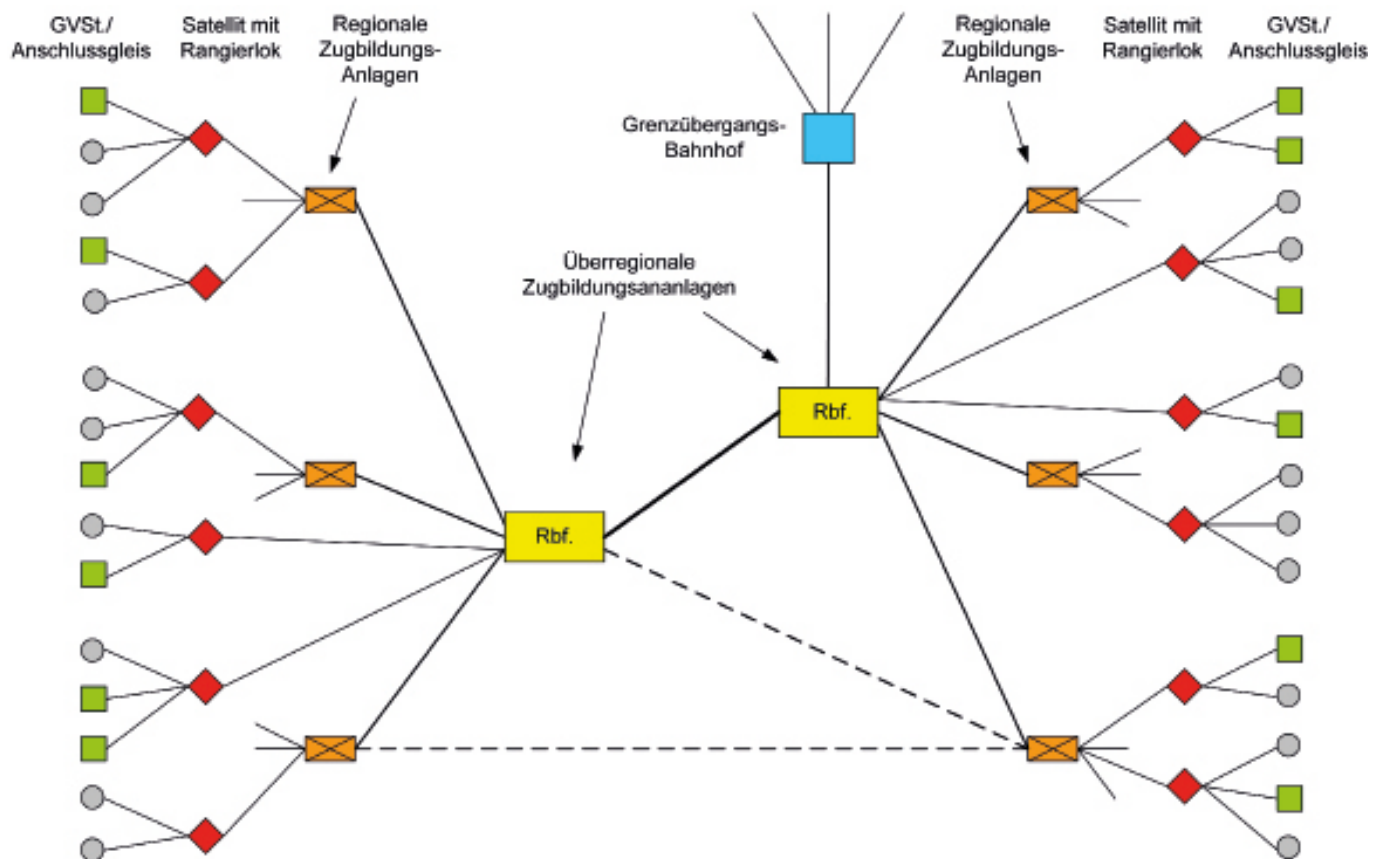 GVSt./
Anschlussgleis
Satellit mit
Rangierlok
Regionale
Zugbildungs-
Anlagen
Regionale
Zugbildungs-
Anlagen
Satellit mit
Rangierlok
GVSt./
Anschlussgleis
Grenzübergangs-
Bahnhof
Überregionale
Zugbildungsananlagen
Rbf.
Rbf.